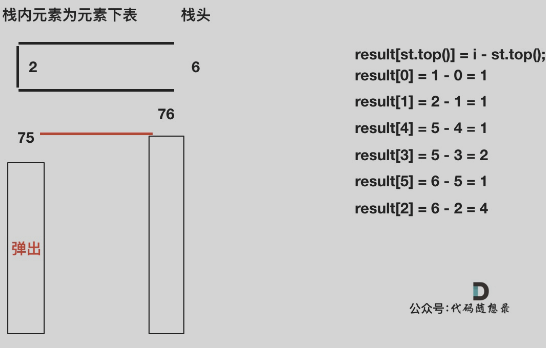 栈内元素为元素下表 栈头
2 6
76
75
弹出
result[st.top()] = i - st.top();
result[0] = 1 - 0 = 1
result[1] = 2 - 1 = 1
result[4] = 5 - 4 = 1
result[3] = 5 - 3 = 2
result[5] = 6 - 5 = 1
result[2] = 6 - 2 = 4
公众号:代码随想录